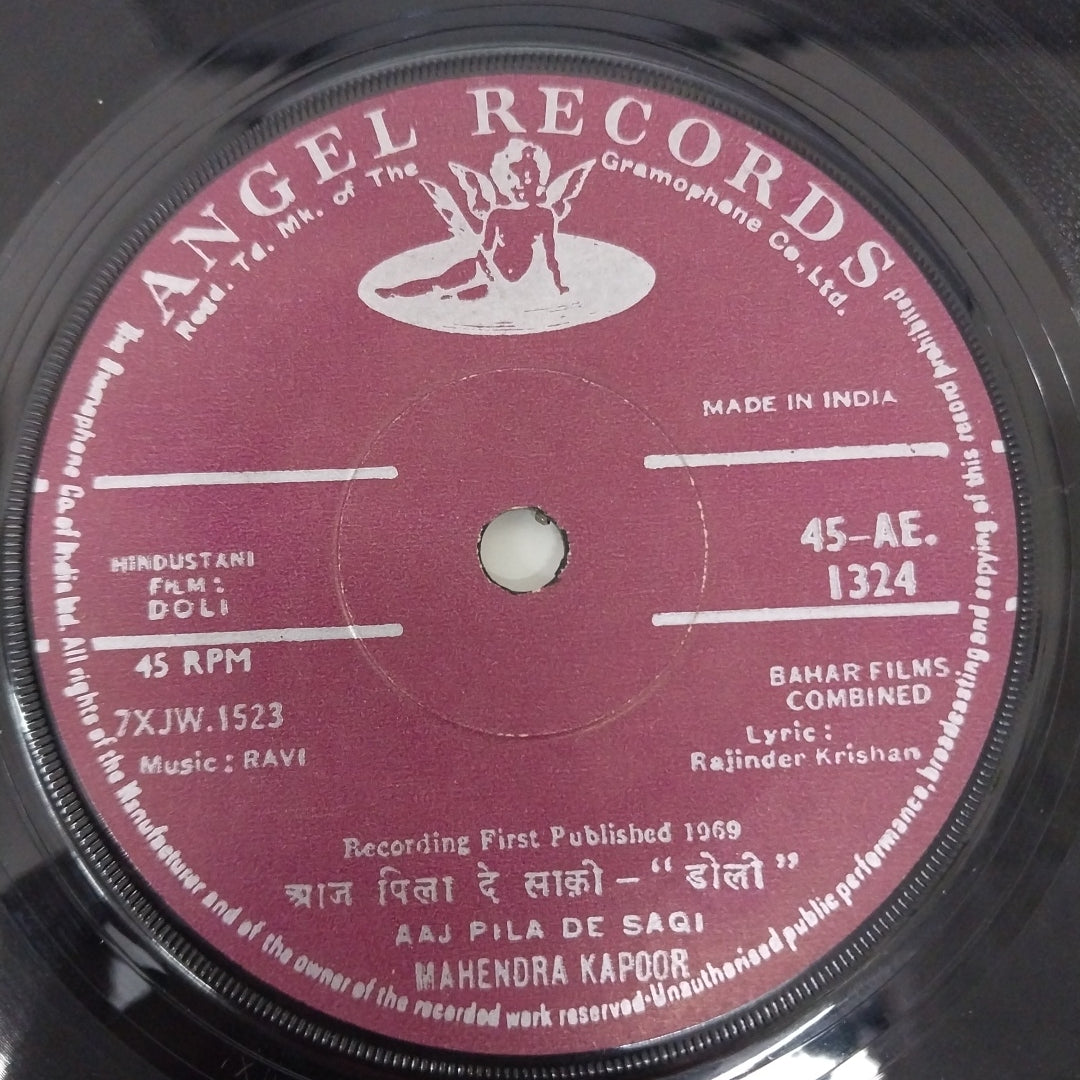 ANGEL RECORDS
Regd. Td. Mk. of The Gramophone Co., Ltd.
MADE IN INDIA
HINDUSTANI
FILM:
DOLI
45-AE.
1324
45 RPM
7XJW.1523
Music: RAVI
BAHAR FILMS
COMBINED
Lyric:
Rajinder Krishan
Recording First Published 1969
आज पिला दे साक़ी – “डोली”
AAJ PILA DE SAQI
MAHENDRA KAPOOR
Gramophone Co. of India Ltd. All rights of the Manufacturer and of the owner of the recorded work reserved·Unauthorised public performance, broadcasting and copying of this record prohibited